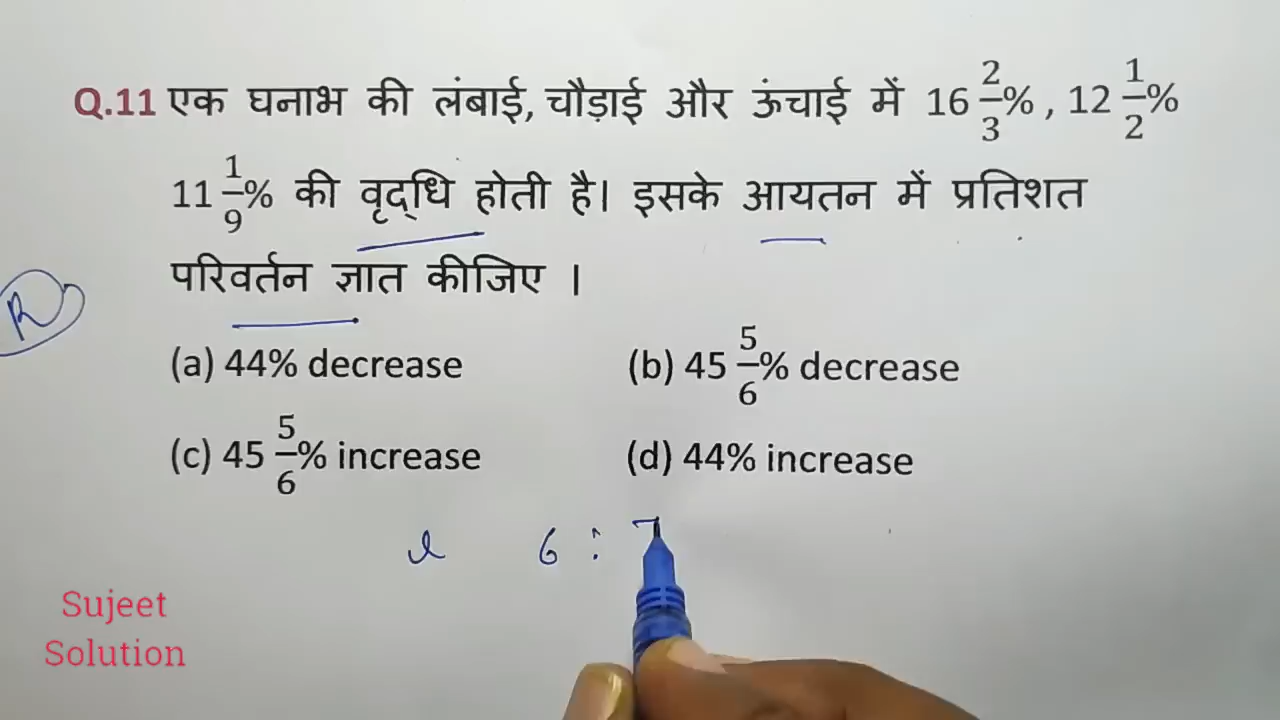 Q.11 एक घनाभ की लंबाई, चौड़ाई और ऊंचाई में 16 2/3% , 12 1/2%
11 1/9% की वृद्धि होती है। इसके आयतन में प्रतिशत
परिवर्तन ज्ञात कीजिए ।
R
(a) 44% decrease (b) 45 5/6% decrease
(c) 45 5/6% increase (d) 44% increase
l 6 : 7
Sujeet
Solution